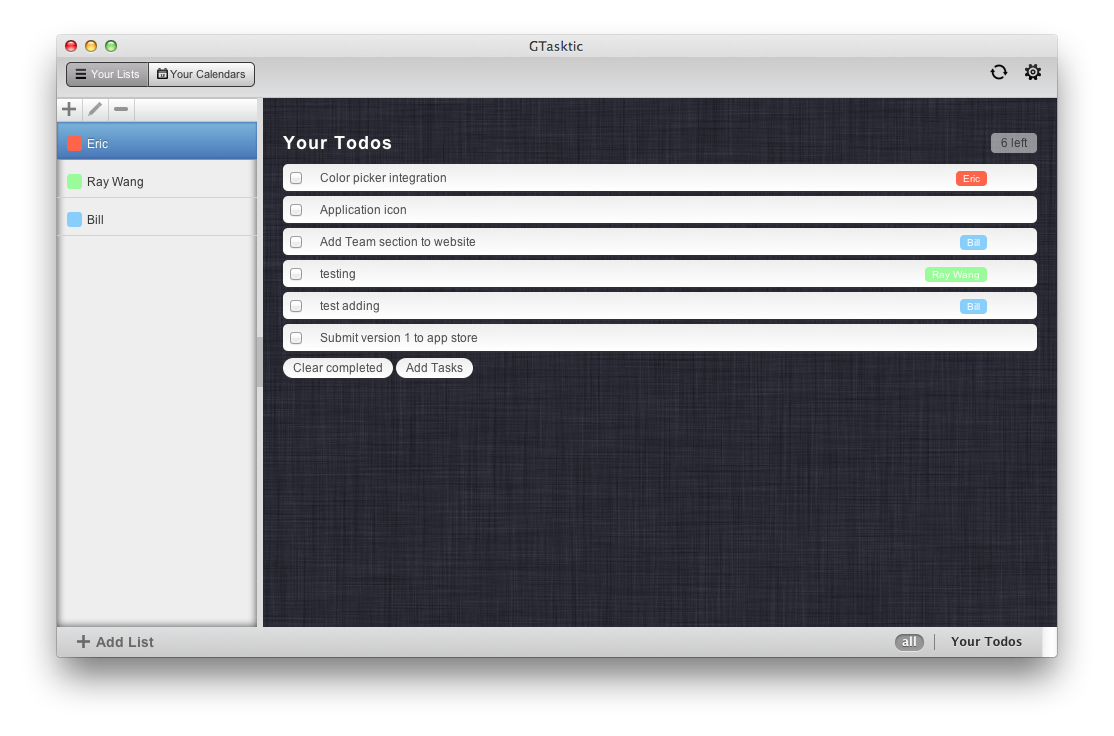 GTasktic
Your Lists Your Calendars
Eric
Ray Wang
Bill
Your Todos 6 left
Color picker integration Eric
Application icon
Add Team section to website Bill
testing Ray Wang
test adding Bill
Submit version 1 to app store
Clear completed Add Tasks
Add List all Your Todos